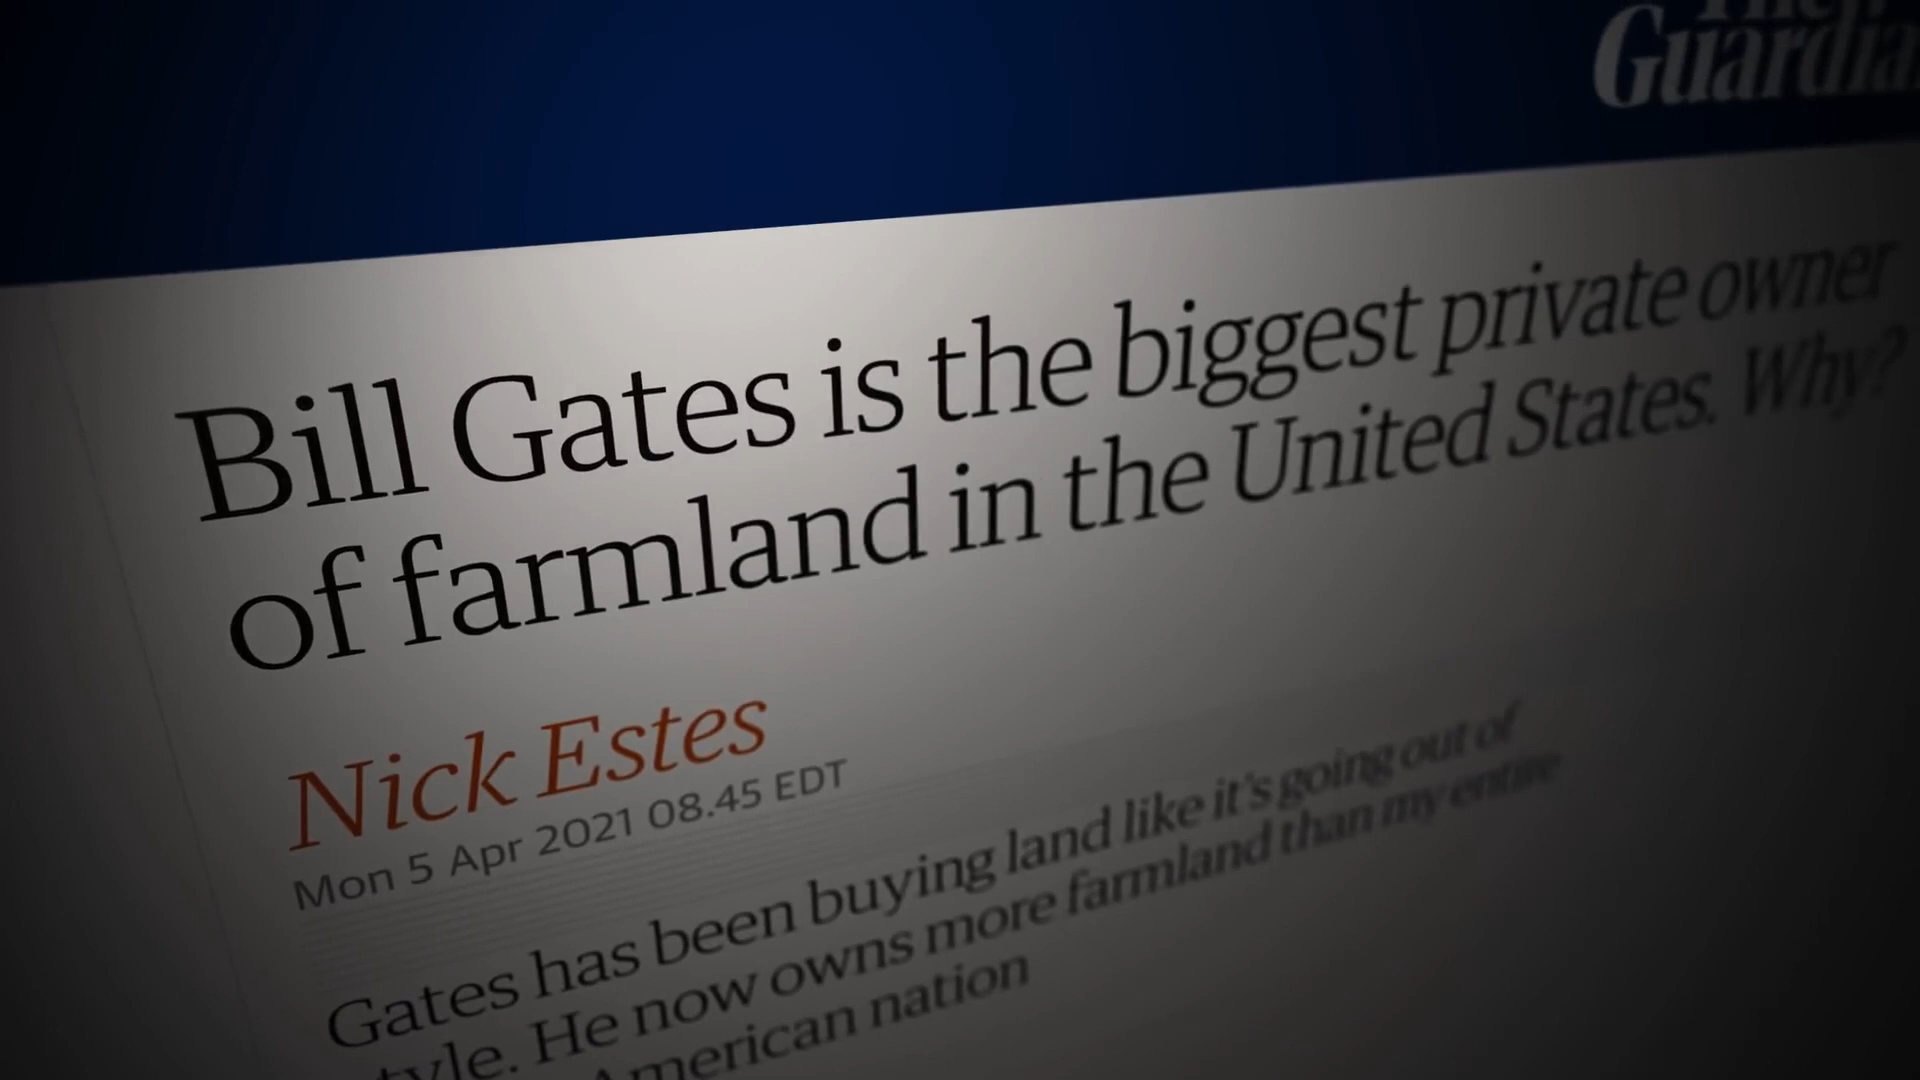 The
Guardia
Bill Gates is the biggest private owner
of farmland in the United States. Why?
Nick Estes
Mon 5 Apr 2021 08.45 EDT
Gates has been buying land like it's going out of
tyle. He now owns more farmland than my entire
American nation